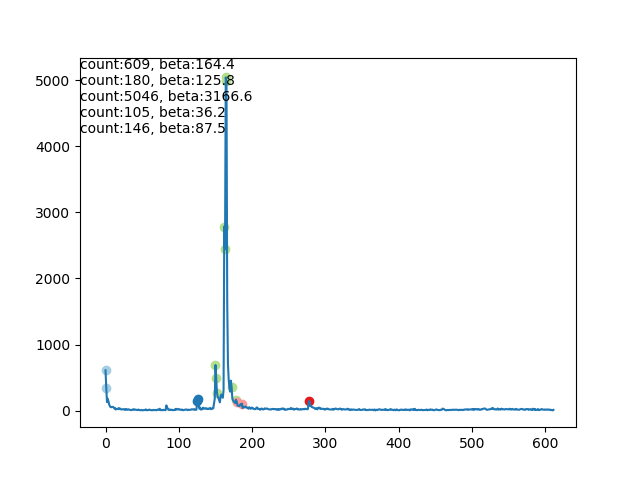 count:609, beta:164.4
count:180, beta:125.8
count:5046, beta:3166.6
count:105, beta:36.2
count:146, beta:87.5
5000
4000
3000
2000
1000
0
0 100 200 300 400 500 600